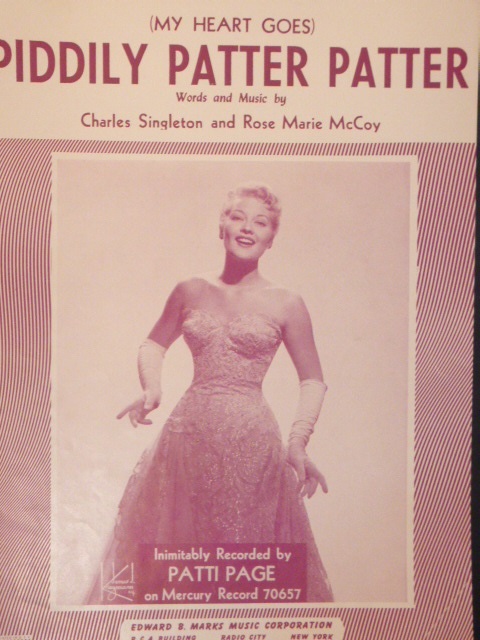 (MY HEART GOES)
PIDDILY PATTER PATTER
Words and Music by
Charles Singleton and Rose Marie McCoy
Inimitably Recorded by
PATTI PAGE
on Mercury Record 70657
EDWARD B. MARKS MUSIC CORPORATION
R.C.A. BUILDING RADIO CITY NEW YORK